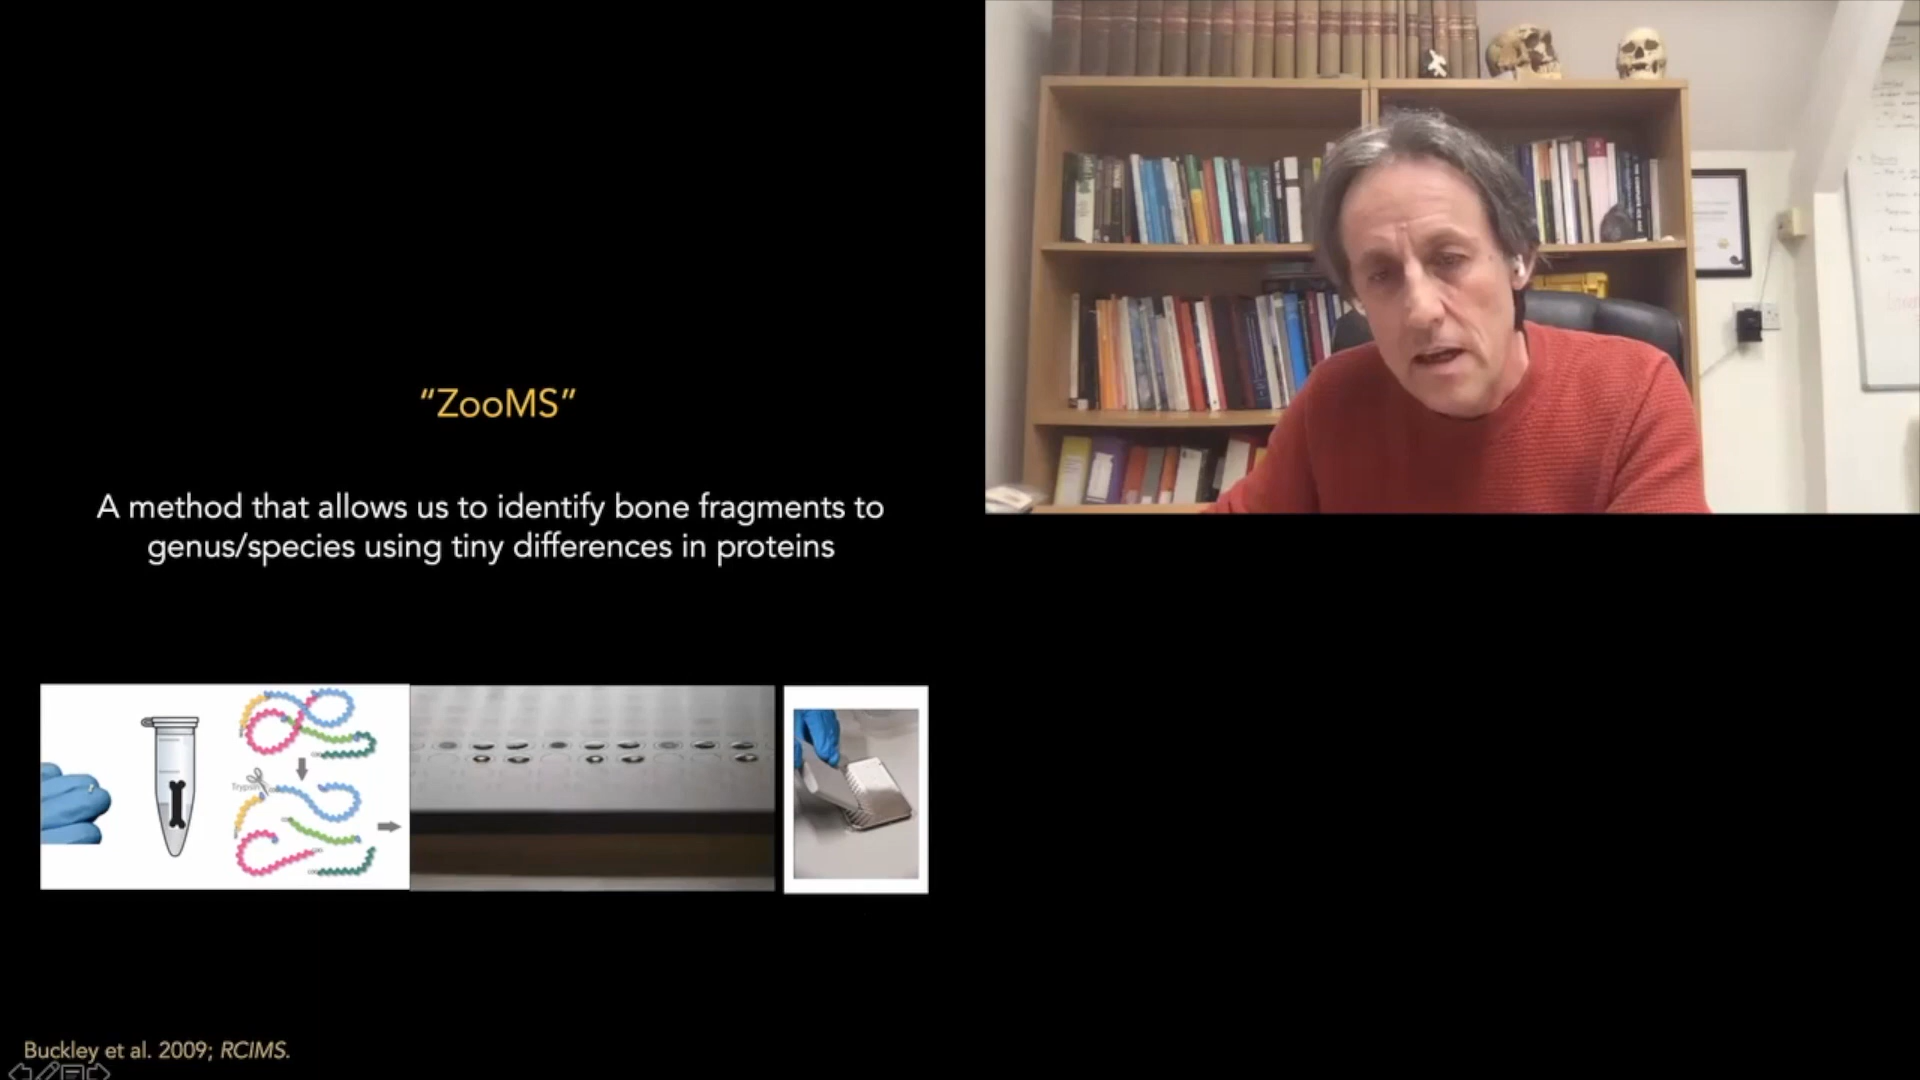 “ZooMS”
A method that allows us to identify bone fragments to
genus/species using tiny differences in proteins
Trypsin
Buckley et al. 2009; RCIMS.